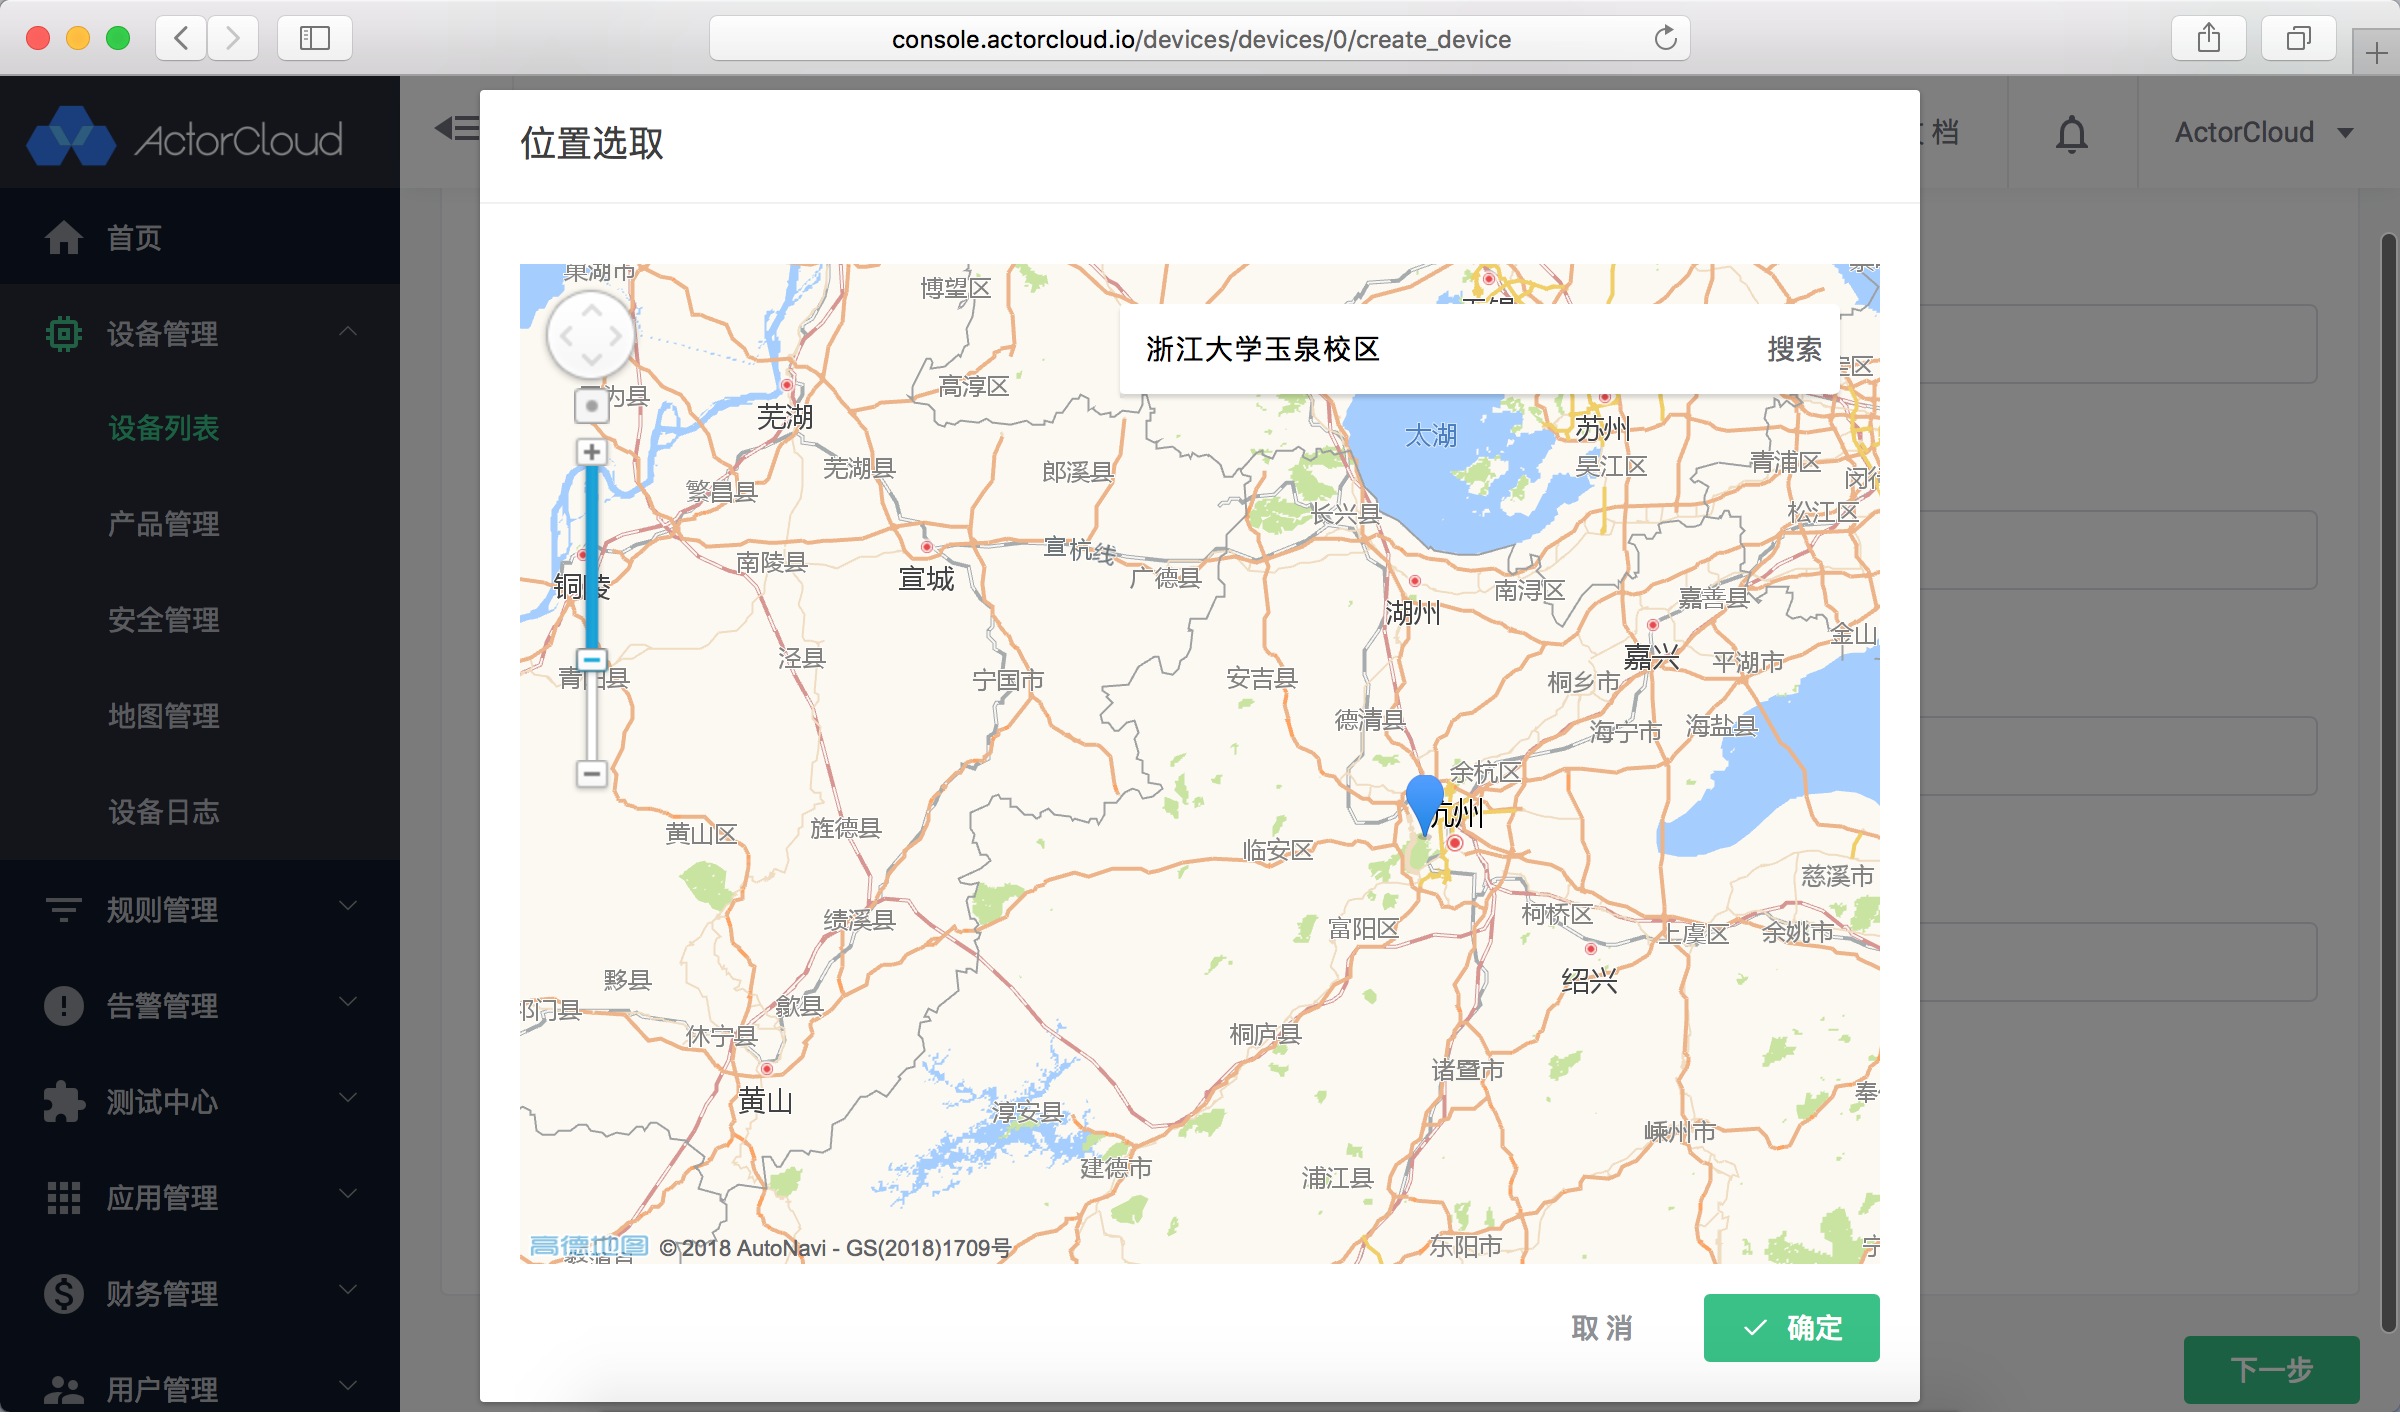 console.actorcloud.io/devices/devices/0/create_device
ActorCloud
档
ActorCloud
首页
设备管理
设备列表
产品管理
安全管理
地图管理
设备日志
规则管理
告警管理
测试中心
应用管理
财务管理
用户管理
位置选取
浙江大学玉泉校区
搜索
巢湖市
博望区
高淳区
为县
芜湖
太湖
苏州
芜湖县
郎溪县
吴江区
青浦区
繁昌县
长兴县
松江区
南陵县
宣杭线
铜陵
宣城
广德县
南浔区
嘉善县
湖州
金山
泾县
嘉兴
平湖市
青阳县
宁国市
安吉县
桐乡市
德清县
海宁市
海盐县
余杭区
杭州
黄山区
旌德县
临安区
慈溪市
绩溪县
富阳区
柯桥区
上虞区
余姚市
黟县
绍兴
祁门县
歙县
休宁县
桐庐县
诸暨市
黄山
淳安县
嵊州市
建德市
浦江县
东阳市
高德地图
© 2018 AutoNavi - GS(2018)1709号
取消
确定
下一步